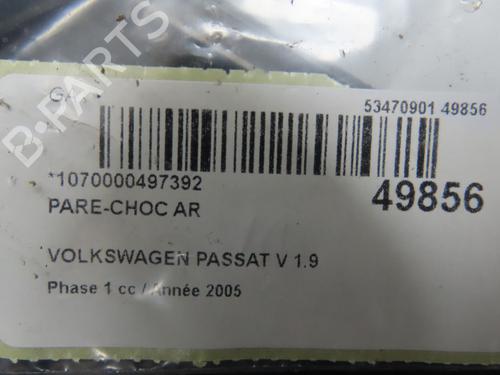 G
53470901 49856
*1070000497392
49856
PARE-CHOC AR
VOLKSWAGEN PASSAT V 1.9
Phase 1 cc / Année 2005
B-PARTS